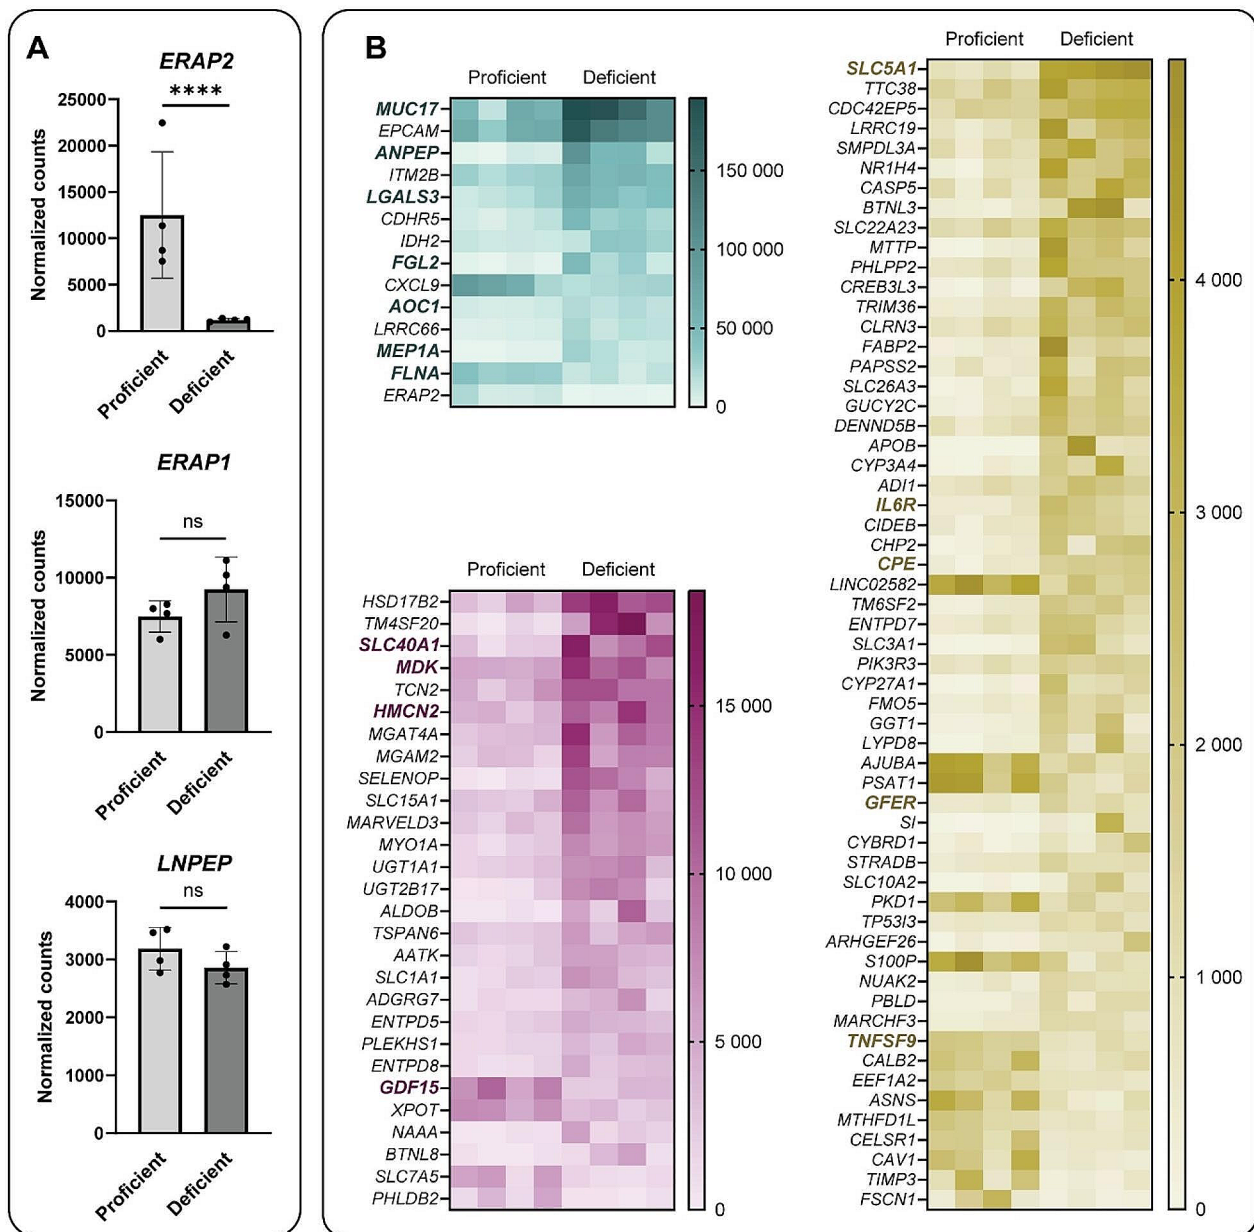 A
ERAP2
****
Normalized counts
25000
20000
15000
10000
5000
0
Proficient
Deficient
ERAP1
ns
Normalized counts
15000
10000
5000
0
Proficient
Deficient
LNPEP
ns
Normalized counts
4000
3000
2000
1000
0
Proficient
Deficient
B
Proficient Deficient
MUC17
EPCAM
ANPEP
ITM2B
LGALS3
CDHR5
IDH2
FGL2
CXCL9
AOC1
LRRC66
MEP1A
FLNA
ERAP2
150 000
100 000
50 000
0
Proficient Deficient
HSD17B2
TM4SF20
SLC40A1
MDK
TCN2
HMCN2
MGAT4A
MGAM2
SELENOP
SLC15A1
MARVELD3
MYO1A
UGT1A1
UGT2B17
ALDOB
TSPAN6
AATK
SLC1A1
ADGRG7
ENTPD5
PLEKHS1
ENTPD8
GDF15
XPOT
NAAA
BTNL8
SLC7A5
PHLDB2
15 000
10 000
5 000
0
Proficient Deficient
SLC5A1
TTC38
CDC42EP5
LRRC19
SMPDL3A
NR1H4
CASP5
BTNL3
SLC22A23
MTTP
PHLPP2
CREB3L3
TRIM36
CLRN3
FABP2
PAPSS2
SLC26A3
GUCY2C
DENND5B
APOB
CYP3A4
ADI1
IL6R
CIDEB
CHP2
CPE
LINC02582
TM6SF2
ENTPD7
SLC3A1
PIK3R3
CYP27A1
FMO5
GGT1
LYPD8
AJUBA
PSAT1
GFER
SI
CYBRD1
STRADB
SLC10A2
PKD1
TP53I3
ARHGEF26
S100P
NUAK2
PBLD
MARCHF3
TNFSF9
CALB2
EEF1A2
ASNS
MTHFD1L
CELSR1
CAV1
TIMP3
FSCN1
4 000
3 000
2 000
1 000
0